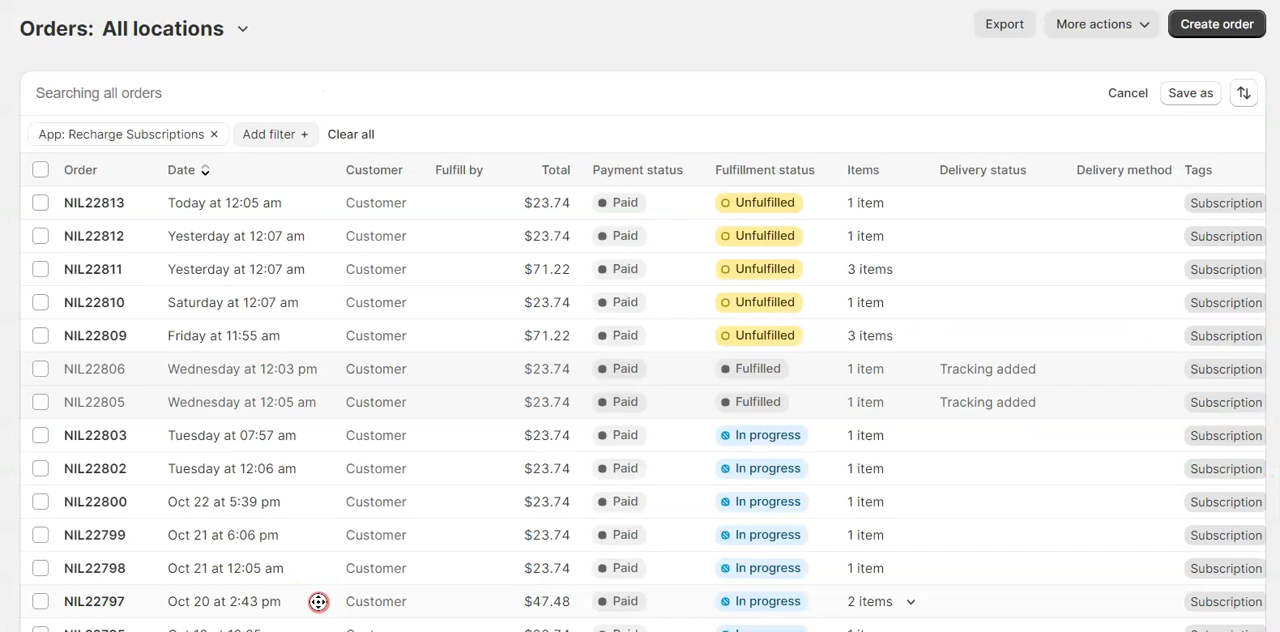 Orders: All locations
Export More actions Create order
Searching all orders Cancel Save as
App: Recharge Subscriptions × Add filter + Clear all
Order Date Customer Fulfill by Total Payment status Fulfillment status Items Delivery status Delivery method Tags
NIL22813 Today at 12:05 am Customer $23.74 Paid Unfulfilled 1 item Subscription
NIL22812 Yesterday at 12:07 am Customer $23.74 Paid Unfulfilled 1 item Subscription
NIL22811 Yesterday at 12:07 am Customer $71.22 Paid Unfulfilled 3 items Subscription
NIL22810 Saturday at 12:07 am Customer $23.74 Paid Unfulfilled 1 item Subscription
NIL22809 Friday at 11:55 am Customer $71.22 Paid Unfulfilled 3 items Subscription
NIL22806 Wednesday at 12:03 pm Customer $23.74 Paid Fulfilled 1 item Tracking added Subscription
NIL22805 Wednesday at 12:05 am Customer $23.74 Paid Fulfilled 1 item Tracking added Subscription
NIL22803 Tuesday at 07:57 am Customer $23.74 Paid In progress 1 item Subscription
NIL22802 Tuesday at 12:06 am Customer $23.74 Paid In progress 1 item Subscription
NIL22800 Oct 22 at 5:39 pm Customer $23.74 Paid In progress 1 item Subscription
NIL22799 Oct 21 at 6:06 pm Customer $23.74 Paid In progress 1 item Subscription
NIL22798 Oct 21 at 12:05 am Customer $23.74 Paid In progress 1 item Subscription
NIL22797 Oct 20 at 2:43 pm Customer $47.48 Paid In progress 2 items Subscription